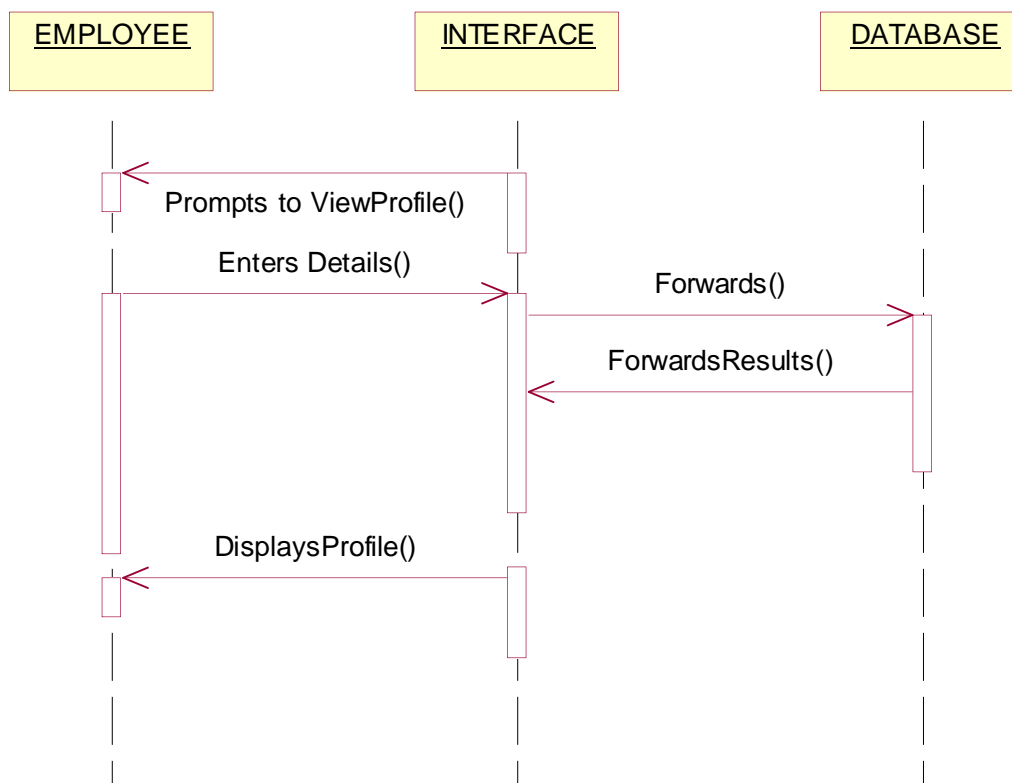 EMPLOYEE
INTERFACE
DATABASE
Prompts to ViewProfile()
Enters Details()
Forwards()
ForwardsResults()
DisplaysProfile()